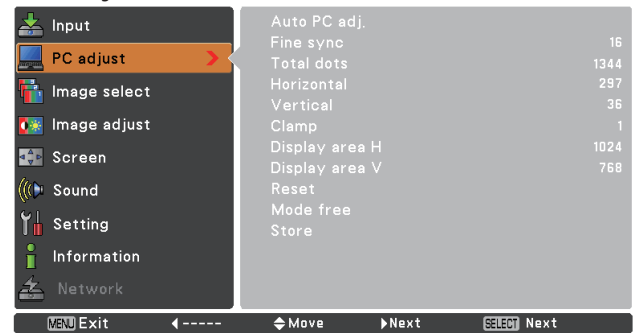 Input
PC adjust
Image select
Image adjust
Screen
Sound
Setting
Information
Network
Auto PC adj.
Fine sync 16
Total dots 1344
Horizontal 297
Vertical 36
Clamp 1
Display area H 1024
Display area V 768
Reset
Mode free
Store
MENU Exit ----- Move Next SELECT Next